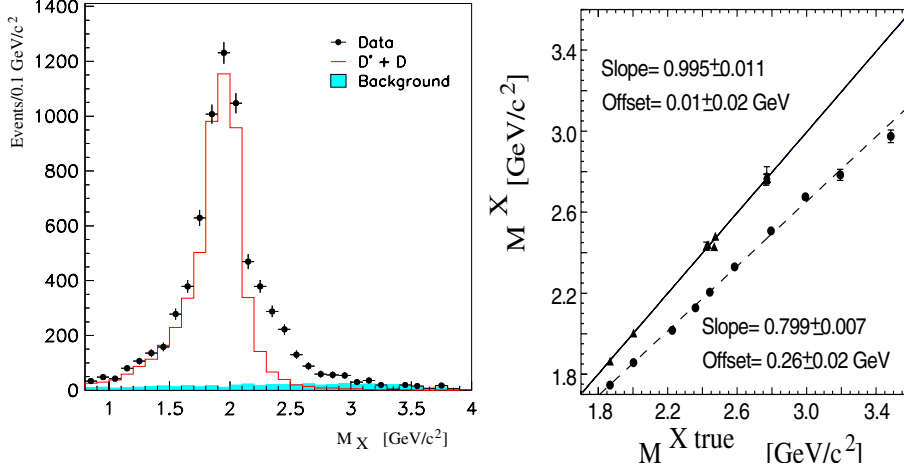 1400
1200
1000
800
600
400
200
0
Events/0.1 GeV/c²
Data
D* + D
Background
1 1.5 2 2.5 3 3.5 4
M X [GeV/c²]
3.4
3.0
2.6
2.2
1.8
M X [GeV/c²]
Slope= 0.995±0.011
Offset= 0.01±0.02 GeV
Slope= 0.799±0.007
Offset= 0.26±0.02 GeV
1.8 2.2 2.6 3.0 3.4
M X true [GeV/c²]